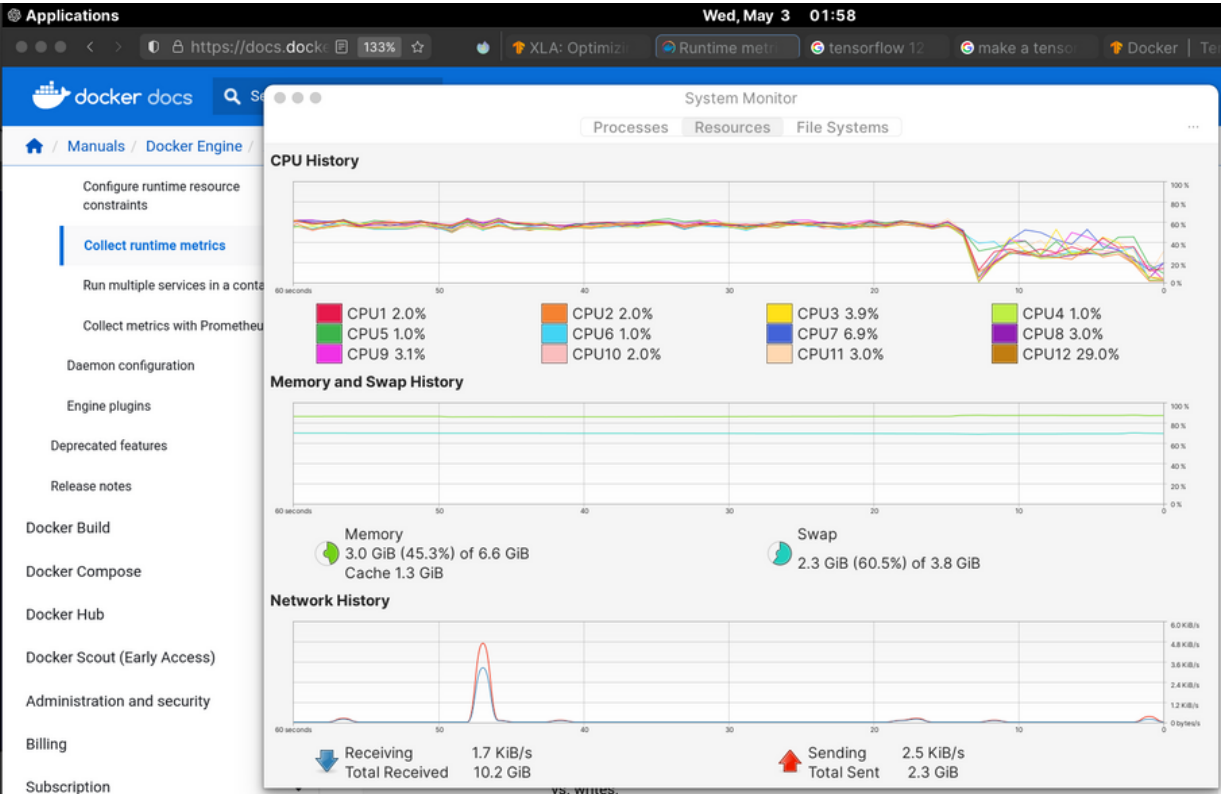 Applications
Wed, May 3 01:58
https://docs.docke 133%
XLA: Optimizi
Runtime metri
tensorflow 12
make a tenso
Docker | Te
docker docs
Se
/ Manuals / Docker Engine /
Configure runtime resource
constraints
Collect runtime metrics
Run multiple services in a conta
Collect metrics with Prometheu
Daemon configuration
Engine plugins
Deprecated features
Release notes
Docker Build
Docker Compose
Docker Hub
Docker Scout (Early Access)
Administration and security
Billing
Subscription
System Monitor
Processes Resources File Systems
...
CPU History
100 %
80 %
60 %
40 %
20 %
0 %
60 seconds 50 40 30 20 10 0
CPU1 2.0% CPU2 2.0% CPU3 3.9% CPU4 1.0%
CPU5 1.0% CPU6 1.0% CPU7 6.9% CPU8 3.0%
CPU9 3.1% CPU10 2.0% CPU11 3.0% CPU12 29.0%
Memory and Swap History
100 %
80 %
60 %
40 %
20 %
0 %
60 seconds 50 40 30 20 10 0
Memory
3.0 GiB (45.3%) of 6.6 GiB
Cache 1.3 GiB
Swap
2.3 GiB (60.5%) of 3.8 GiB
Network History
6.0 KiB/s
4.8 KiB/s
3.6 KiB/s
2.4 KiB/s
1.2 KiB/s
0 bytes/s
60 seconds 50 40 30 20 10 0
Receiving 1.7 KiB/s
Total Received 10.2 GiB
Sending 2.5 KiB/s
Total Sent 2.3 GiB
vs. writes.